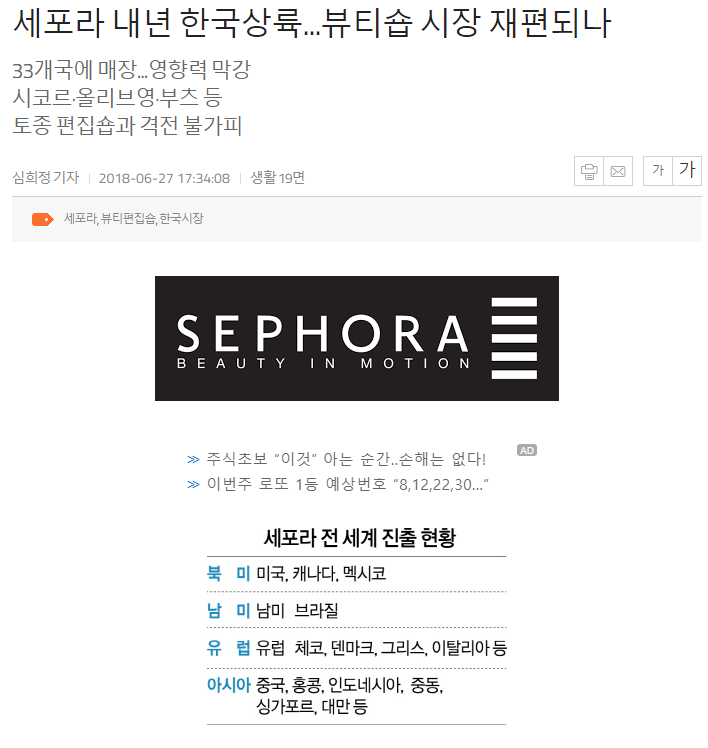 세포라 내년 한국상륙...뷰티숍 시장 재편되나
33개국에 매장...영향력 막강
시코르·올리브영·부츠 등
토종 편집숍과 격전 불가피
심희정 기자 2018-06-27 17:34:08 생활 19면
가 가
세포라, 뷰티편집숍, 한국시장
SEPHORA
BEAUTY IN MOTION
AD
≫ 주식초보 “이것” 아는 순간..손해는 없다!
≫ 이번주 로또 1등 예상번호 “8,12,22,30...“
세포라 전 세계 진출 현황
북 미 미국, 캐나다, 멕시코
남 미 남미 브라질
유 럽 유럽 체코, 덴마크, 그리스, 이탈리아 등
아시아 중국, 홍콩, 인도네시아, 중동,
싱가포르, 대만 등